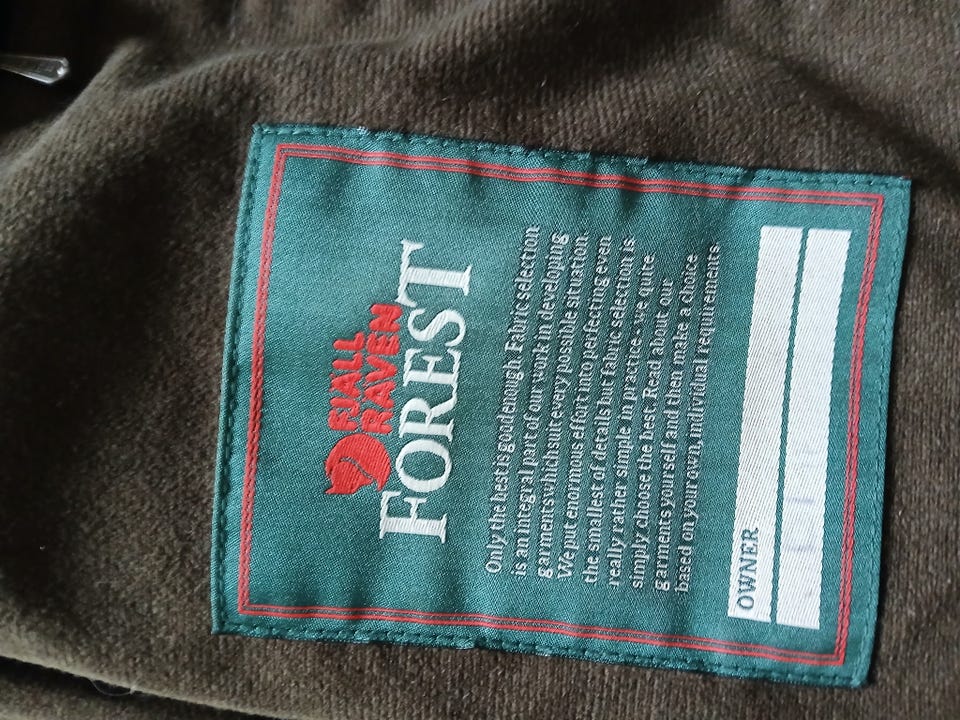 FJALL
RAVEN
FOREST
Only the best is good enough. Fabric selection
is an integral part of our work in developing
garments which suit every possible situation.
We put enormous effort into perfecting even
the smallest of details but fabric selection is
really rather simple in practice - we quite
simply choose the best. Read about our
garments yourself and then make a choice
based on your own, individual requirements.
OWNER